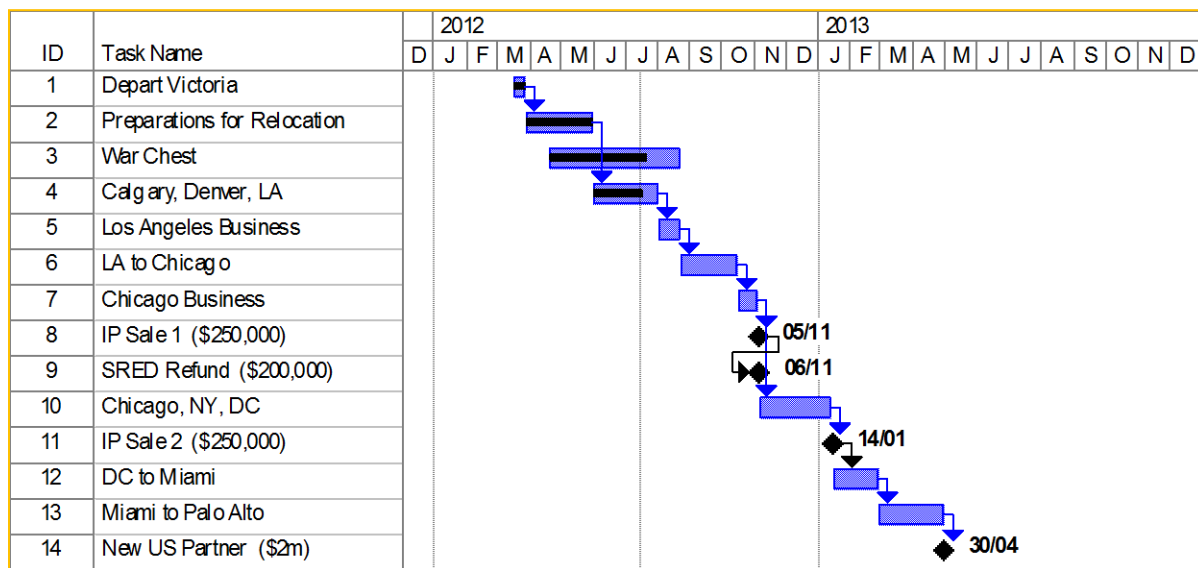 2012 2013
ID Task Name D J F M A M J J A S O N D J F M A M J J A S O N D
1 Depart Victoria
2 Preparations for Relocation
3 War Chest
4 Calgary, Denver, LA
5 Los Angeles Business
6 LA to Chicago
7 Chicago Business
8 IP Sale 1 ($250,000) 05/11
9 SRED Refund ($200,000) 06/11
10 Chicago, NY, DC
11 IP Sale 2 ($250,000) 14/01
12 DC to Miami
13 Miami to Palo Alto
14 New US Partner ($2m) 30/04